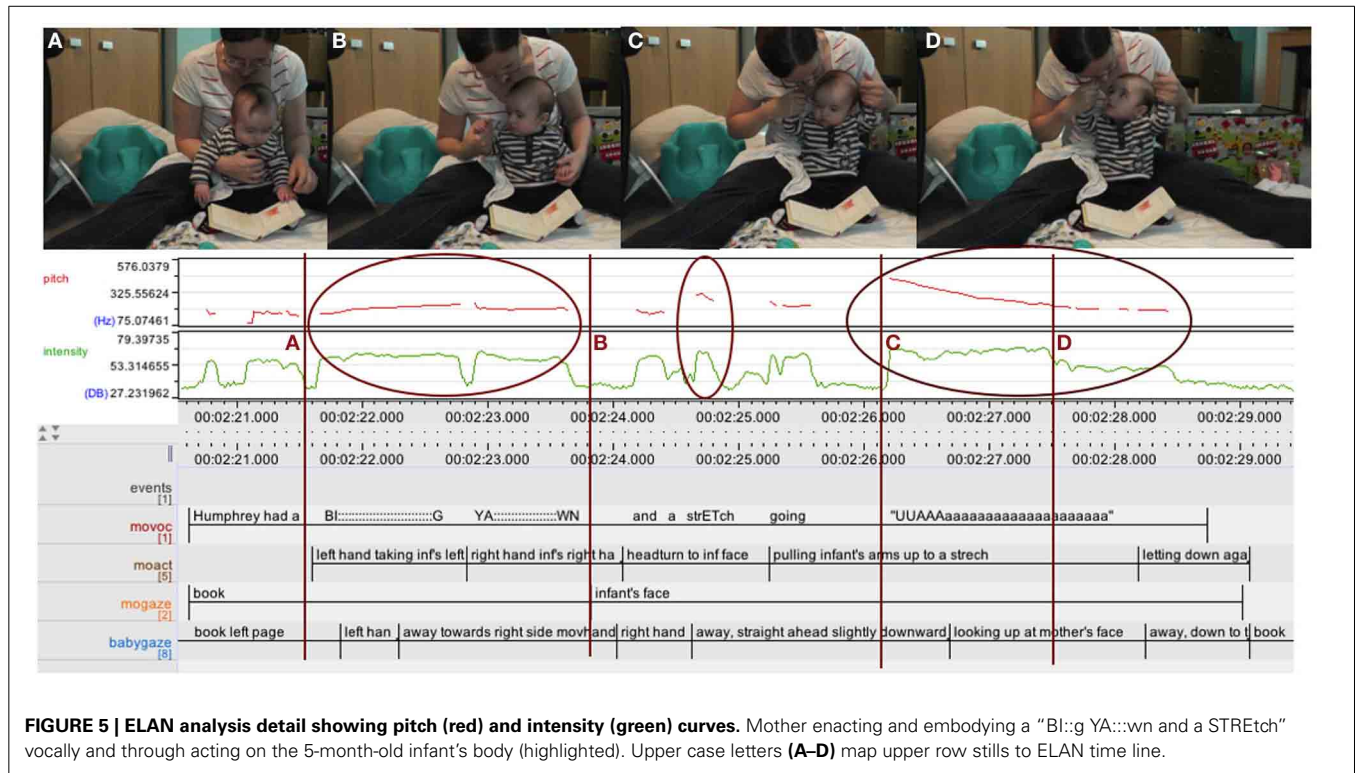 A B C D
pitch
576.0379
325.55624
(Hz) 75.07461
intensity
79.39735
53.314655
(DB) 27.231962
A B C D
00:02:21.000 00:02:22.000 00:02:23.000 00:02:24.000 00:02:25.000 00:02:26.000 00:02:27.000 00:02:28.000 00:02:29.000
00:02:21.000 00:02:22.000 00:02:23.000 00:02:24.000 00:02:25.000 00:02:26.000 00:02:27.000 00:02:28.000 00:02:29.000
events
[1]
movoc
[1]
Humphrey had a BI::::::::::::::::::::::::::G YA::::::::::::::::::WN and a strETch going "UUAAAaaaaaaaaaaaaaaaaaaaaaa"
moact
[5]
left hand taking inf's left right hand inf's right ha headturn to inf face pulling infant's arms up to a strech letting down aga
mogaze
[2]
book infant's face
babygaze
[8]
book left page left han away towards right side movhand right hand away, straight ahead slightly downward looking up at mother's face away, down to t book
FIGURE 5 | ELAN analysis detail showing pitch (red) and intensity (green) curves. Mother enacting and embodying a “BI::g YA:::wn and a STREtch”
vocally and through acting on the 5-month-old infant's body (highlighted). Upper case letters (A–D) map upper row stills to ELAN time line.